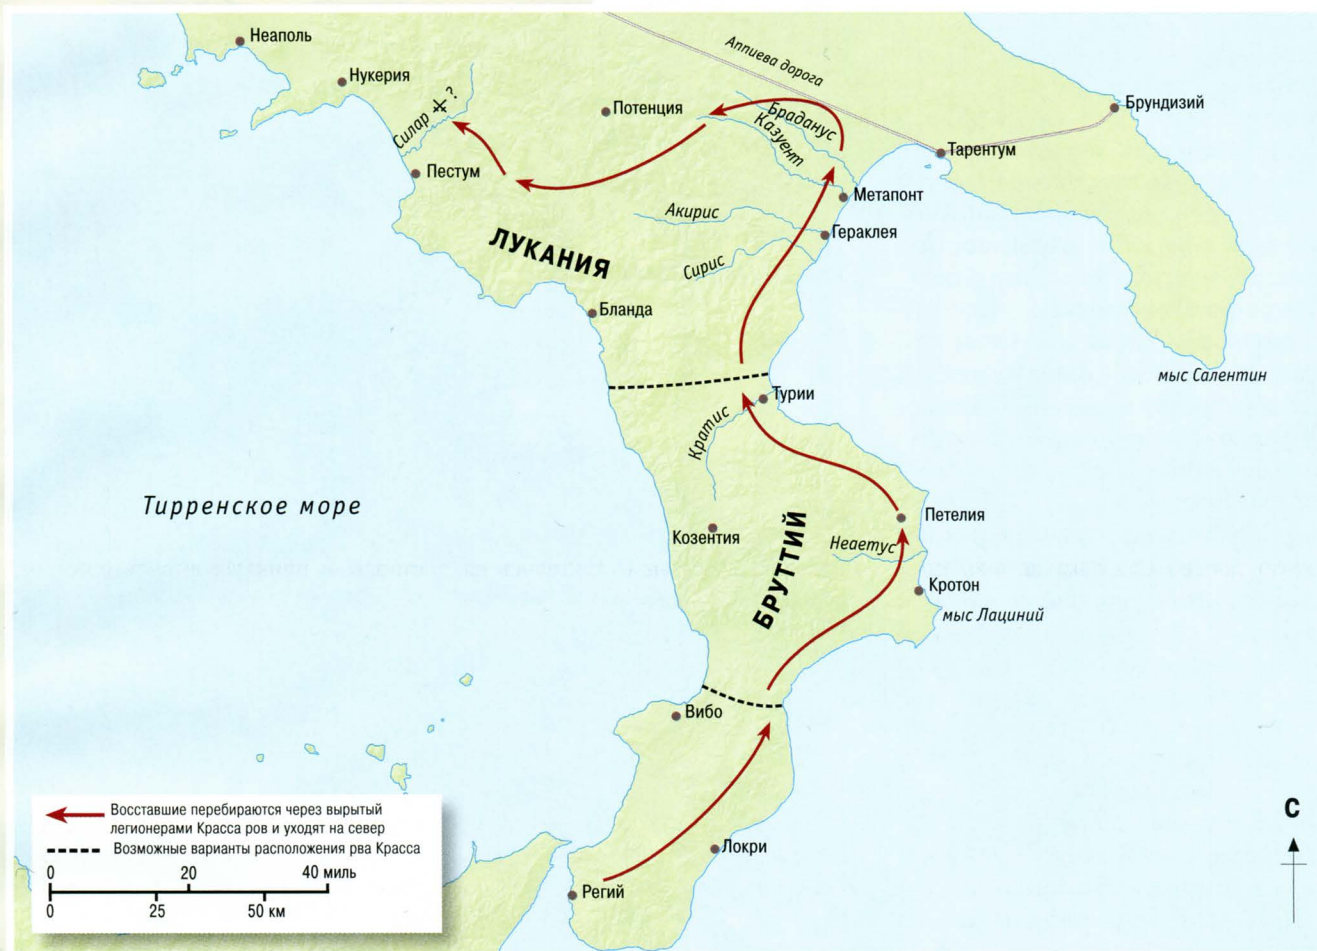 Неаполь
Нукерия
Аппиева дорога
Силар ?
Потенция
Браданус
Казуент
Брундизий
Тарентум
Пестум
Метапонт
Акирис
Гераклея
ЛУКАНИЯ
Сирис
Бланда
мыс Салентин
Турии
Кратис
Тирренское море
Петелия
Козентия
Неаетус
БРУТТИЙ
Кротон
мыс Лациний
Вибо
Локри
Регий
С
Восставшие перебираются через вырытый
легионерами Красса ров и уходят на север
Возможные варианты расположения рва Красса
0 20 40 миль
0 25 50 км